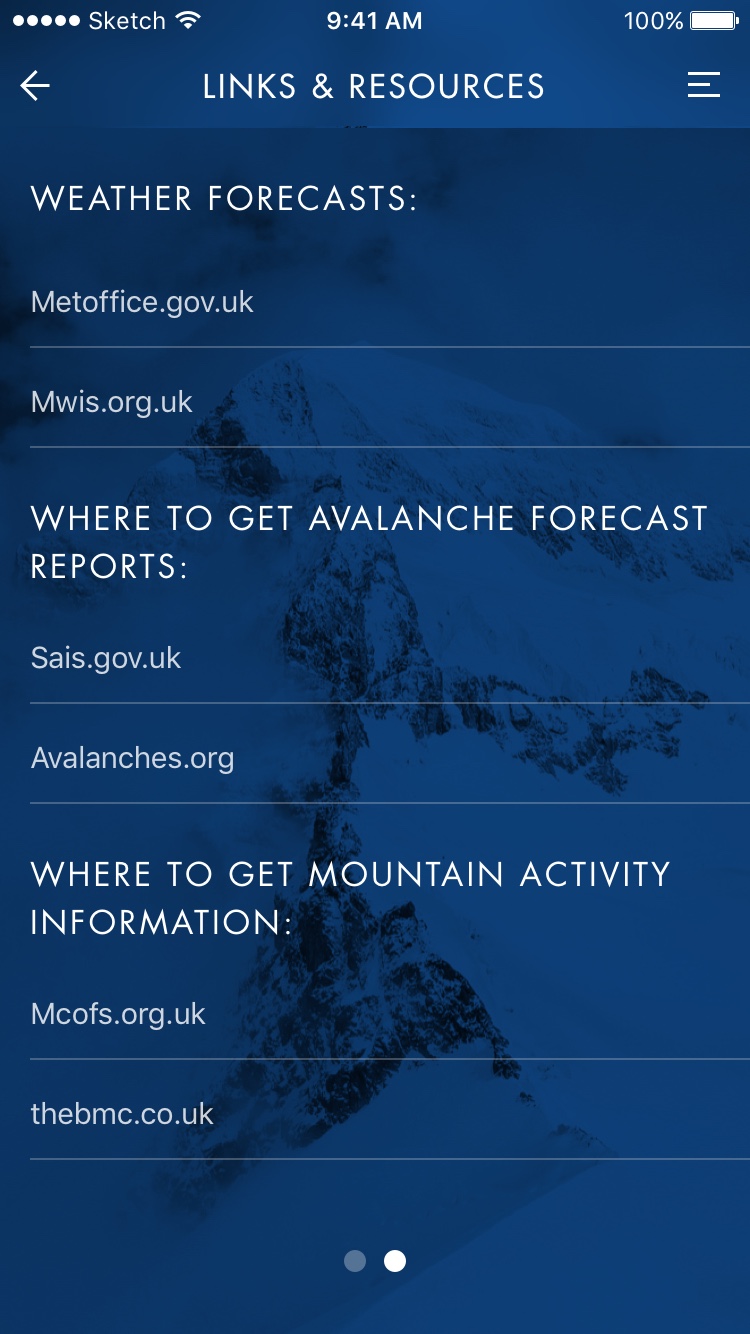 Sketch 9:41 AM 100%
LINKS & RESOURCES
WEATHER FORECASTS:
Metoffice.gov.uk
Mwis.org.uk
WHERE TO GET AVALANCHE FORECAST
REPORTS:
Sais.gov.uk
Avalanches.org
WHERE TO GET MOUNTAIN ACTIVITY
INFORMATION:
Mcofs.org.uk
thebmc.co.uk